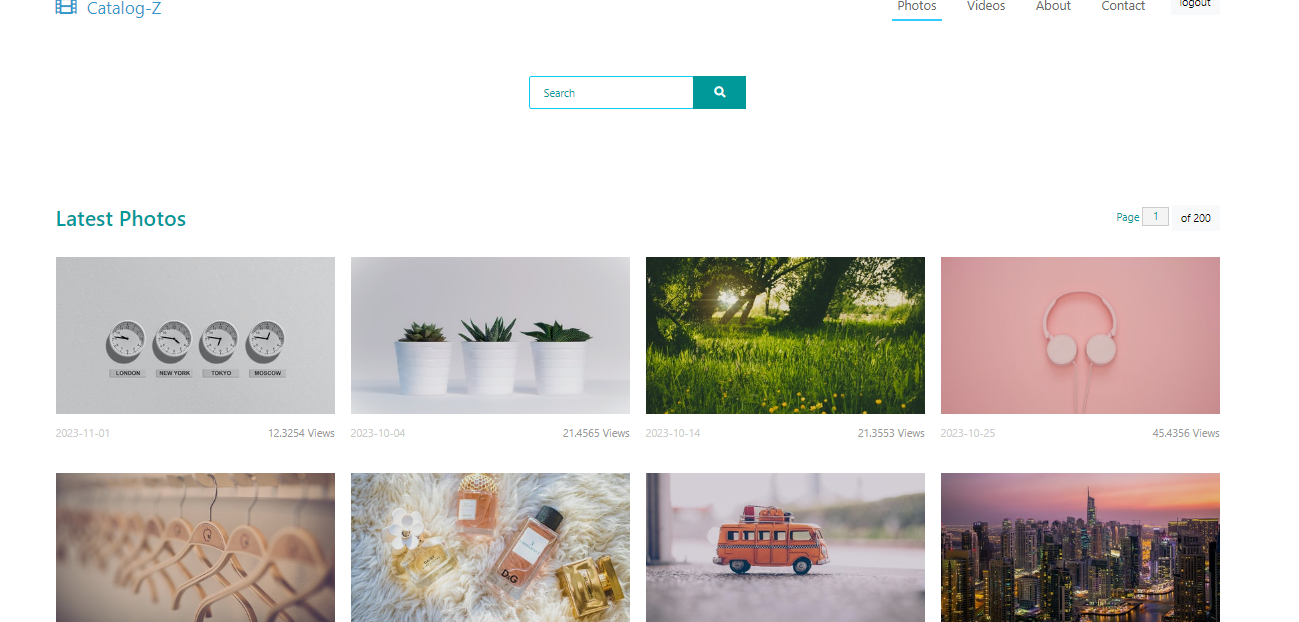 Catalog-Z
Photos Videos About Contact logout
Search
Latest Photos
Page 1 of 200
LONDON NEW YORK TOKYO MOSCOW
2023-11-01 12.3254 Views
2023-10-04 21.4565 Views
2023-10-14 21.3553 Views
2023-10-25 45.4356 Views
D&G